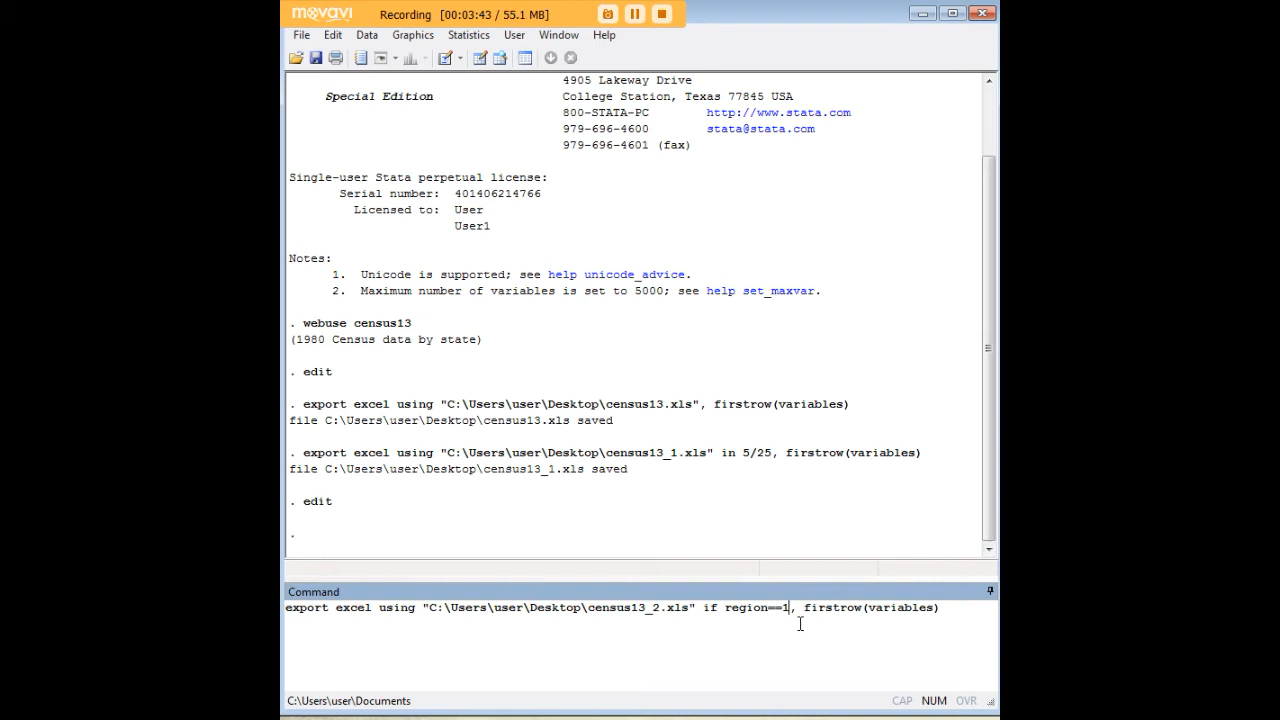 movavi Recording [00:03:43 / 55.1 MB]
File Edit Data Graphics Statistics User Window Help
4905 Lakeway Drive
Special Edition College Station, Texas 77845 USA
800-STATA-PC http://www.stata.com
979-696-4600 stata@stata.com
979-696-4601 (fax)
Single-user Stata perpetual license:
Serial number: 401406214766
Licensed to: User
User1
Notes:
1. Unicode is supported; see help unicode_advice.
2. Maximum number of variables is set to 5000; see help set_maxvar.
. webuse census13
(1980 Census data by state)
. edit
. export excel using "C:\Users\user\Desktop\census13.xls", firstrow(variables)
file C:\Users\user\Desktop\census13.xls saved
. export excel using "C:\Users\user\Desktop\census13_1.xls" in 5/25, firstrow(variables)
file C:\Users\user\Desktop\census13_1.xls saved
. edit
.
Command
export excel using "C:\Users\user\Desktop\census13_2.xls" if region==1, firstrow(variables)
C:\Users\user\Documents CAP NUM OVR